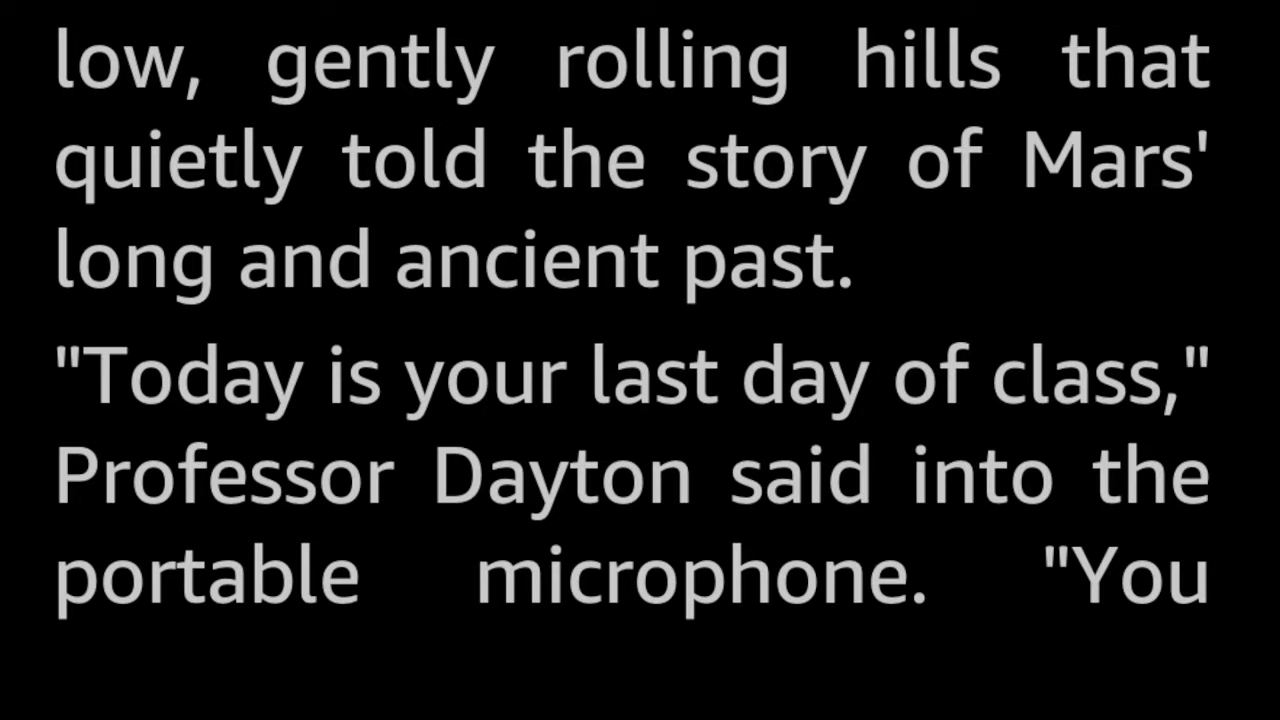 low, gently rolling hills that
quietly told the story of Mars'
long and ancient past.
"Today is your last day of class,"
Professor Dayton said into the
portable microphone. "You